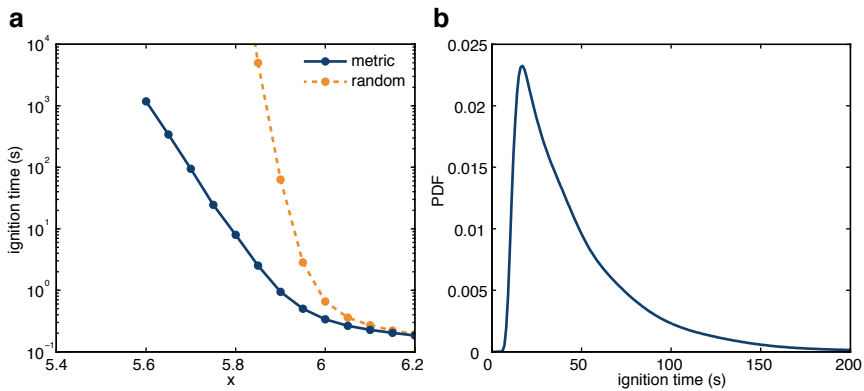 a
ignition time (s)
10^4
10^3
10^2
10^1
10^0
10^-1
metric
random
5.4
5.6
5.8
6
6.2
x
b
PDF
0.025
0.02
0.015
0.01
0.005
0
0
50
100
150
200
ignition time (s)